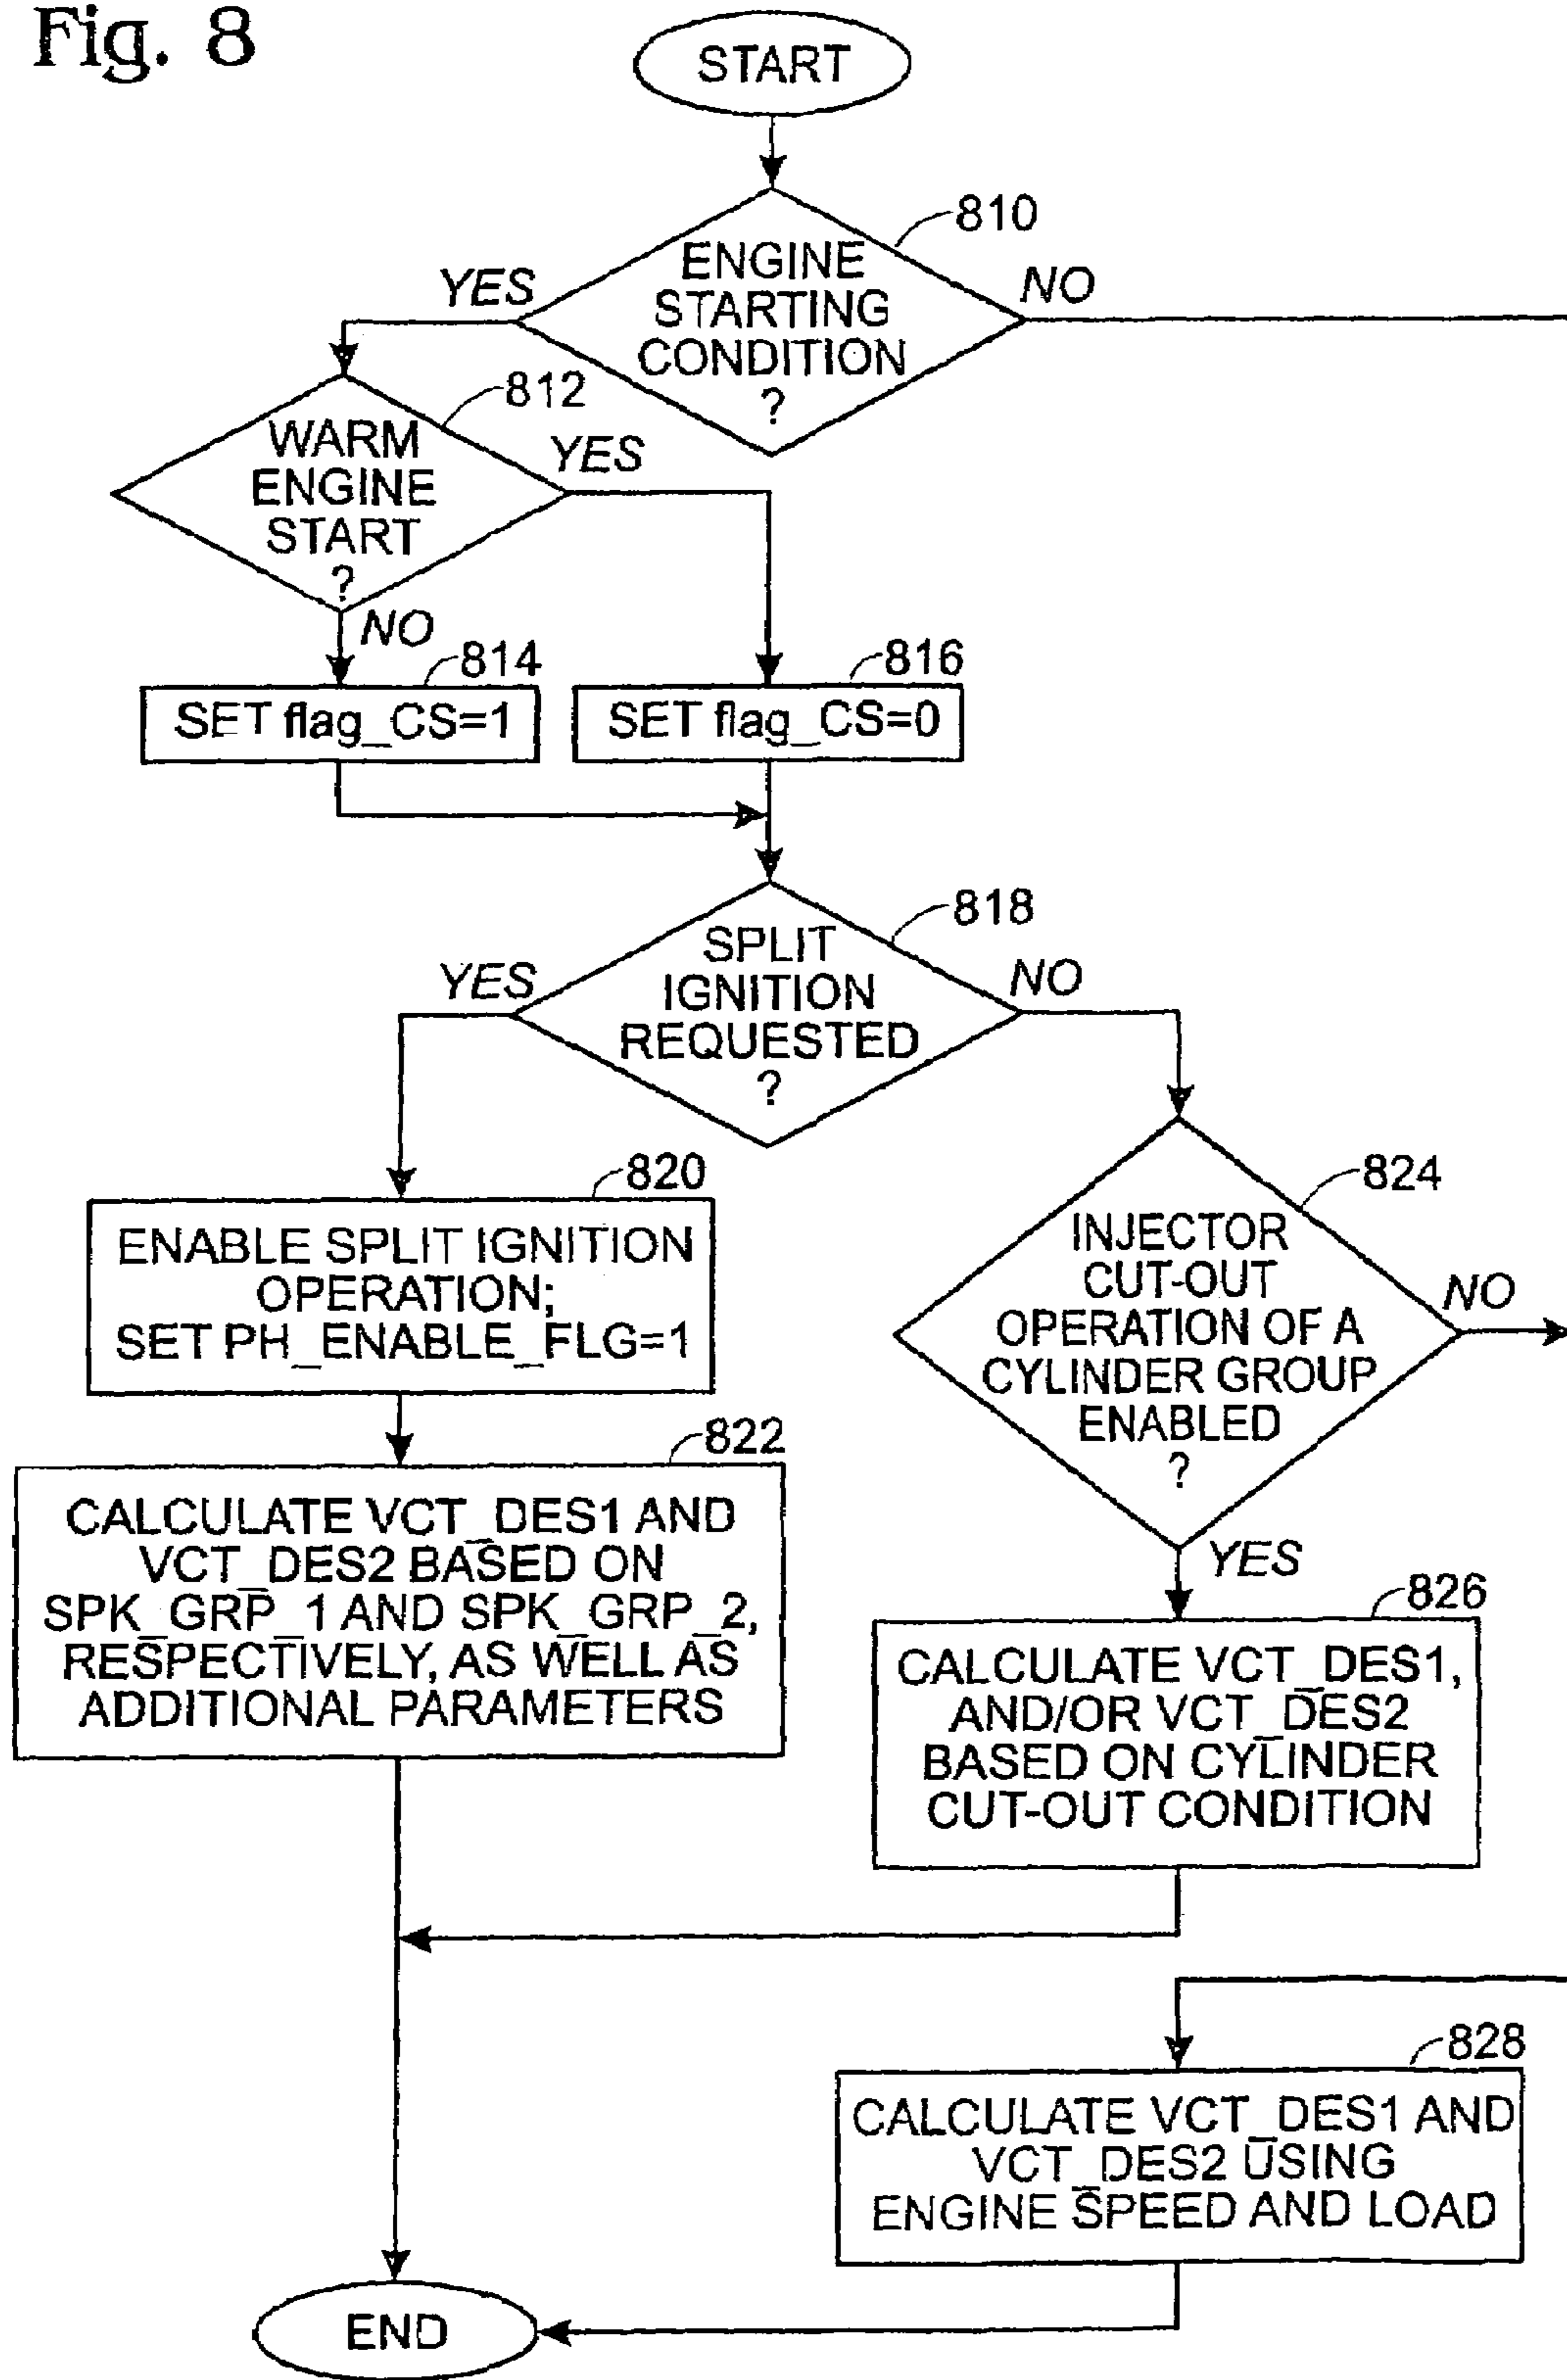 Fig. 8
START
810
ENGINE
STARTING
CONDITION
?
YES
NO
812
WARM
ENGINE
START
?
YES
NO
814
SET flag_CS=1
816
SET flag_CS=0
818
SPLIT
IGNITION
REQUESTED
?
YES
NO
820
ENABLE SPLIT IGNITION
OPERATION;
SET PH_ENABLE_FLG=1
822
CALCULATE VCT_DES1 AND
VCT_DES2 BASED ON
SPK_GRP_1 AND SPK_GRP_2,
RESPECTIVELY, AS WELL AS
ADDITIONAL PARAMETERS
824
INJECTOR
CUT-OUT
OPERATION OF A
CYLINDER GROUP
ENABLED
?
NO
YES
826
CALCULATE VCT_DES1,
AND/OR VCT_DES2
BASED ON CYLINDER
CUT-OUT CONDITION
828
CALCULATE VCT_DES1 AND
VCT_DES2 USING
ENGINE SPEED AND LOAD
END